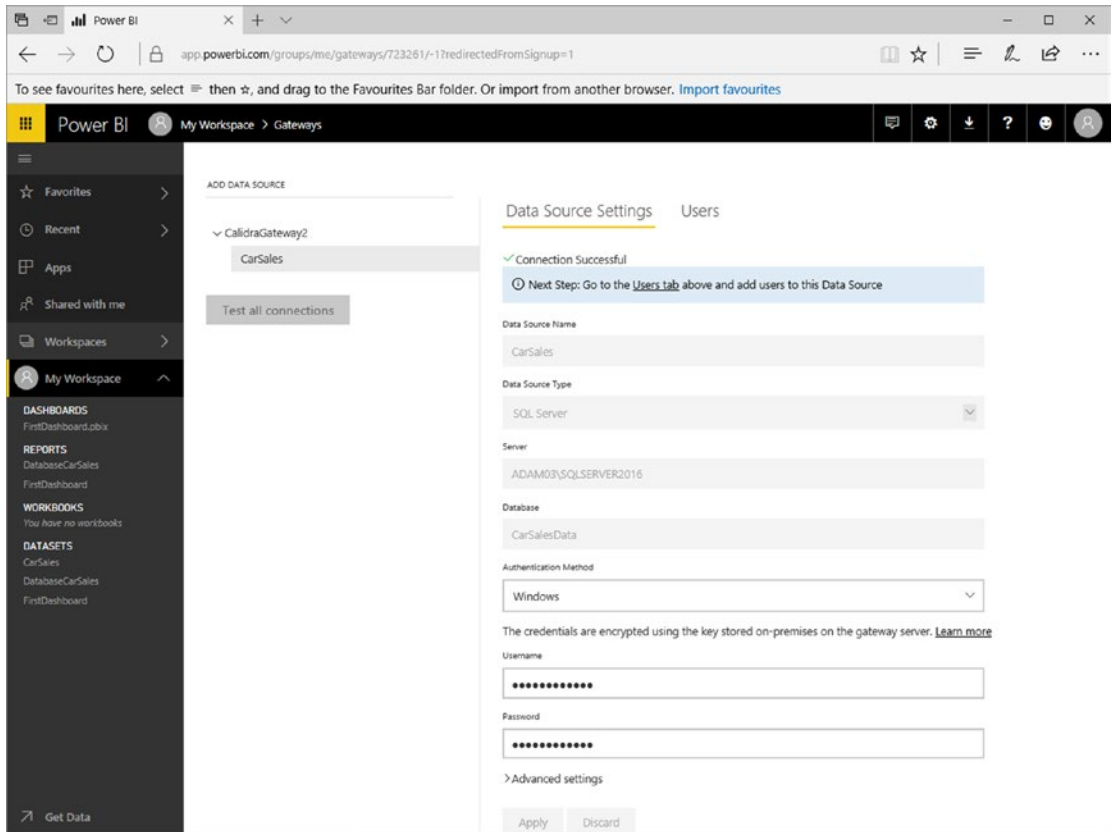 Power BI
app.powerbi.com/groups/me/gateways/723261/-1?redirectedFromSignup=1
To see favourites here, select then ☆, and drag to the Favourites Bar folder. Or import from another browser. Import favourites
Power BI My Workspace > Gateways
Favorites
Recent
Apps
Shared with me
Workspaces
My Workspace
DASHBOARDS
FirstDashboard.pbix
REPORTS
DatabaseCarSales
FirstDashboard
WORKBOOKS
You have no workbooks
DATASETS
CarSales
DatabaseCarSales
FirstDashboard
Get Data
ADD DATA SOURCE
CalidraGateway2
CarSales
Test all connections
Data Source Settings Users
Connection Successful
Next Step: Go to the Users tab above and add users to this Data Source
Data Source Name
CarSales
Data Source Type
SQL Server
Server
ADAM03\SQLSERVER2016
Database
CarSalesData
Authentication Method
Windows
The credentials are encrypted using the key stored on-premises on the gateway server. Learn more
Username
●●●●●●●●●●●●
Password
●●●●●●●●●●●●
>Advanced settings
Apply Discard